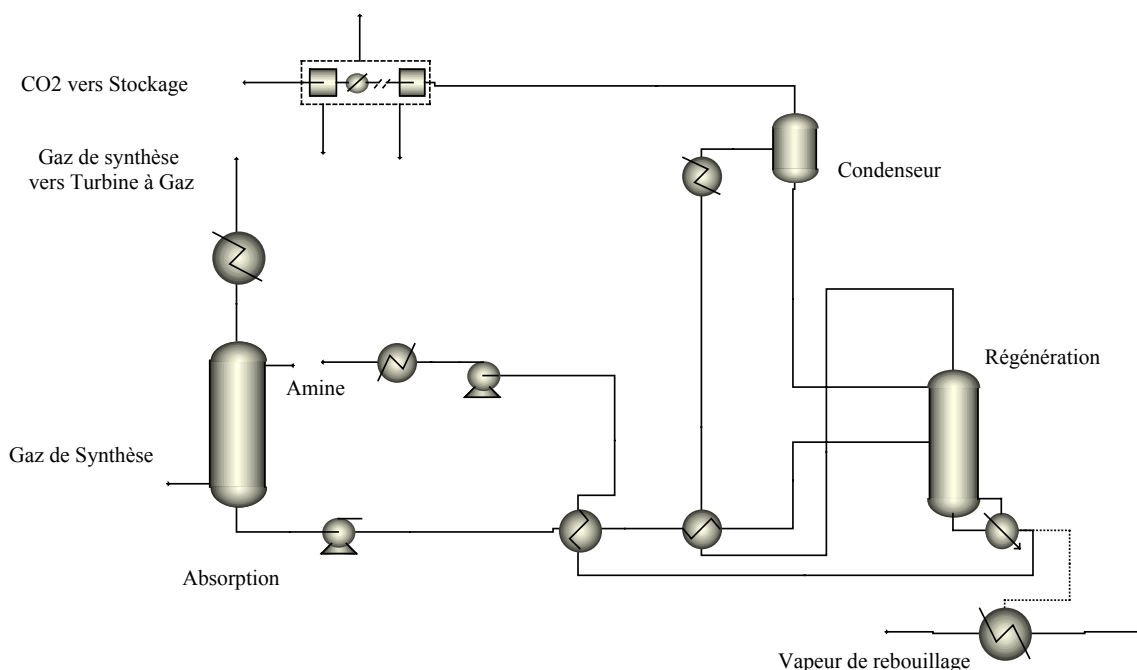 CO2 vers Stockage
Gaz de synthèse
vers Turbine à Gaz
Condenseur
Régénération
Amine
Gaz de Synthèse
Absorption
Vapeur de rebouillage